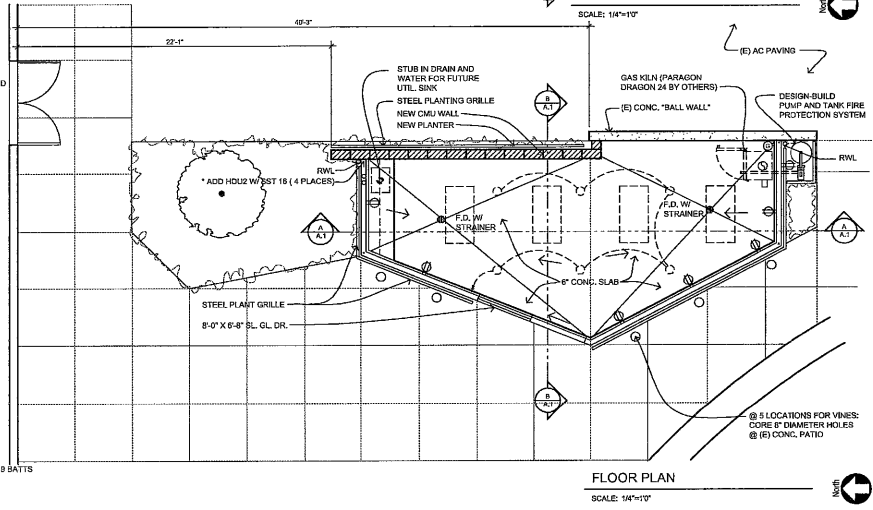 SCALE: 1/4"=1'0"
North
40'-3"
22'-1"
(E) AC PAVING
D
STUB IN DRAIN AND
WATER FOR FUTURE
UTIL. SINK
STEEL PLANTING GRILLE
NEW CMU WALL
NEW PLANTER
B
A.1
GAS KILN (PARAGON
DRAGON 24 BY OTHERS)
(E) CONC. "BALL WALL"
DESIGN-BUILD
PUMP AND TANK FIRE
PROTECTION SYSTEM
RWL
RWL
* ADD HDU2 W/ SST 16 ( 4 PLACES)
F.D. W/
STRAINER
F.D. W/
STRAINER
A
A.1
A
A.1
6" CONC. SLAB
STEEL PLANT GRILLE
8'-0" X 6'-8" SL. GL. DR.
B
A.1
@ 5 LOCATIONS FOR VINES:
CORE 8" DIAMETER HOLES
@ (E) CONC. PATIO
9 BATTS
FLOOR PLAN
SCALE: 1/4"=1'0"
North